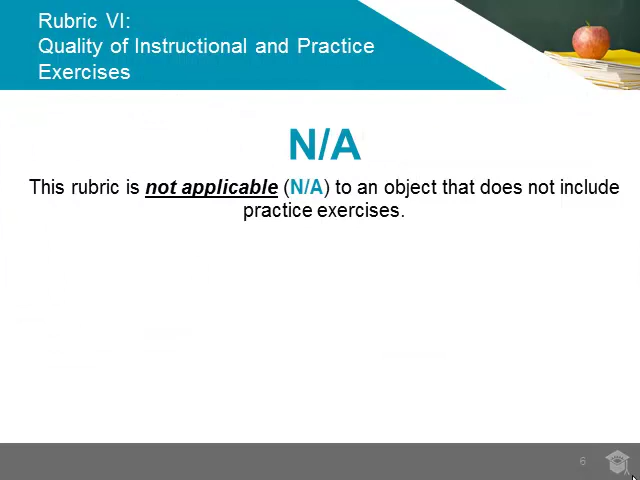 Rubric VI:
Quality of Instructional and Practice
Exercises
N/A
This rubric is not applicable (N/A) to an object that does not include
practice exercises.
6